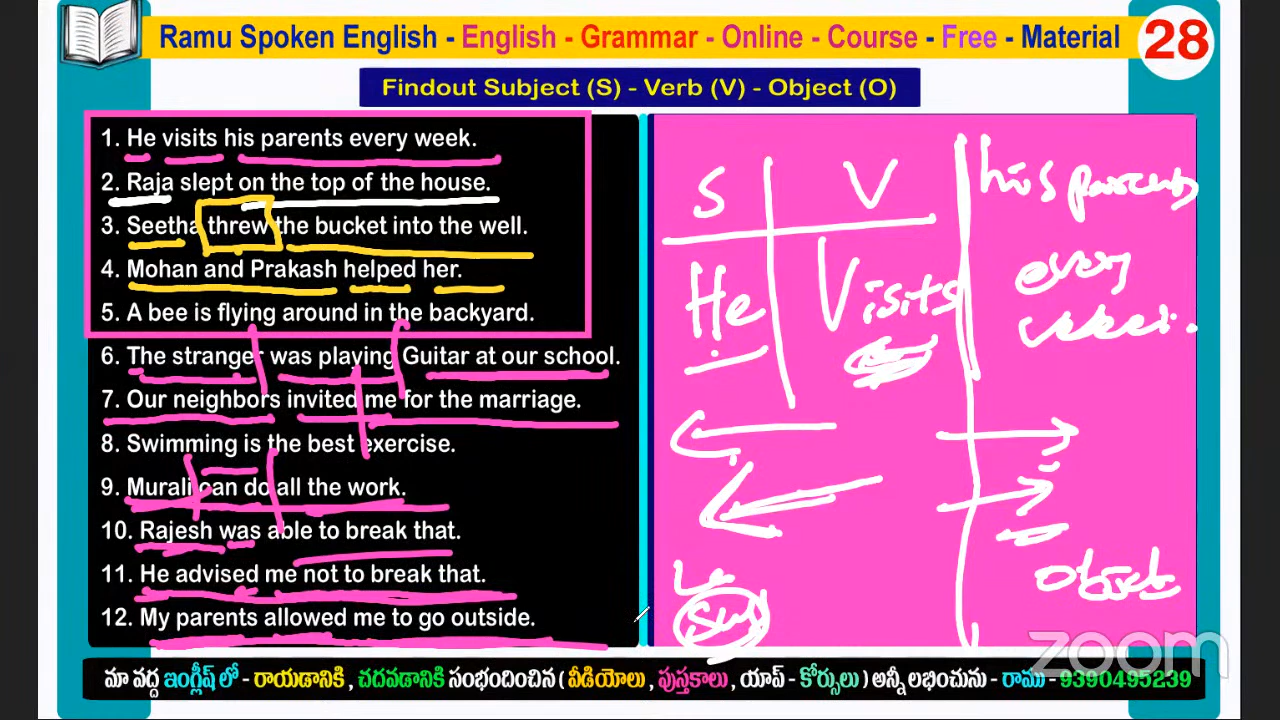 Ramu Spoken English - English - Grammar - Online - Course - Free - Material
28
Findout Subject (S) - Verb (V) - Object (O)
1. He visits his parents every week.
2. Raja slept on the top of the house.
3. Seetha threw the bucket into the well.
4. Mohan and Prakash helped her.
5. A bee is flying around in the backyard.
6. The stranger was playing Guitar at our school.
7. Our neighbors invited me for the marriage.
8. Swimming is the best exercise.
9. Murali can do all the work.
10. Rajesh was able to break that.
11. He advised me not to break that.
12. My parents allowed me to go outside.
S V his parents
He Visits every
Sub
zoom
మా వద్ద ఇంగ్లీష్ లో - రాయడానికి , చదవడానికి సంభందించిన ( వీడియోలు , పుస్తకాలు , యాప్ - కోర్సులు ) అన్నీ లభించును - రాము - 9390495239